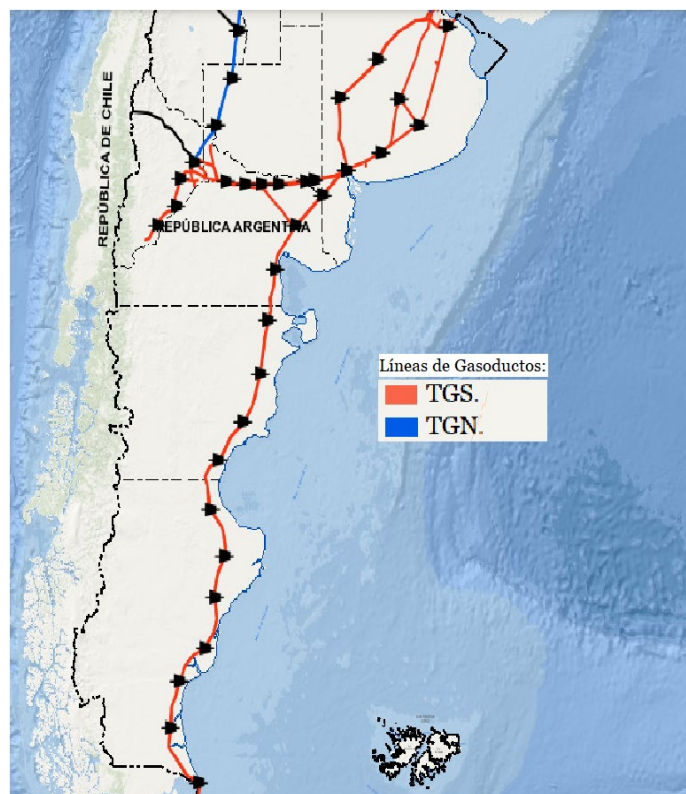 REPÚBLICA DE CHILE
REPÚBLICA ARGENTINA
Líneas de Gasoductos:
TGS.
TGN.